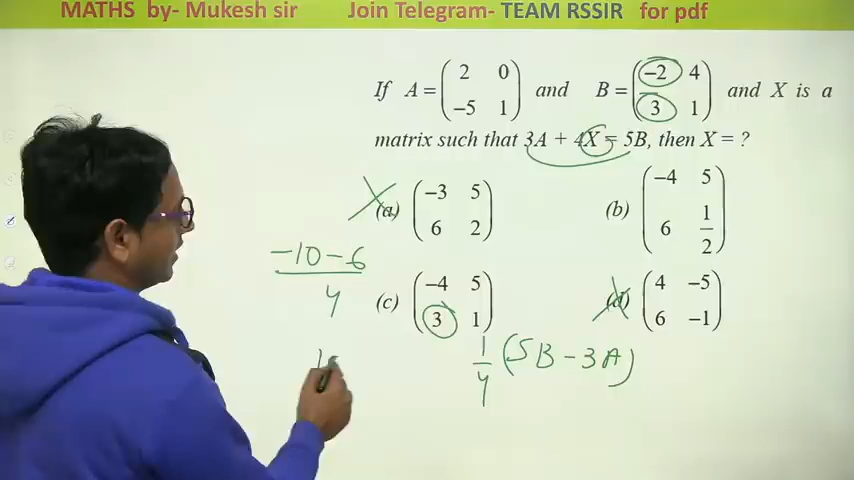 MATHS by- Mukesh sir Join Telegram- TEAM RSSIR for pdf
If A = (2 0; -5 1) and B = (-2 4; 3 1) and X is a
matrix such that 3A + 4X = 5B, then X = ?
(a) (-3 5; 6 2) (b) (-4 5; 6 1/2)
(c) (-4 5; 3 1) (d) (4 -5; 6 -1)
-10-6
4
1/4 (5B-3A)